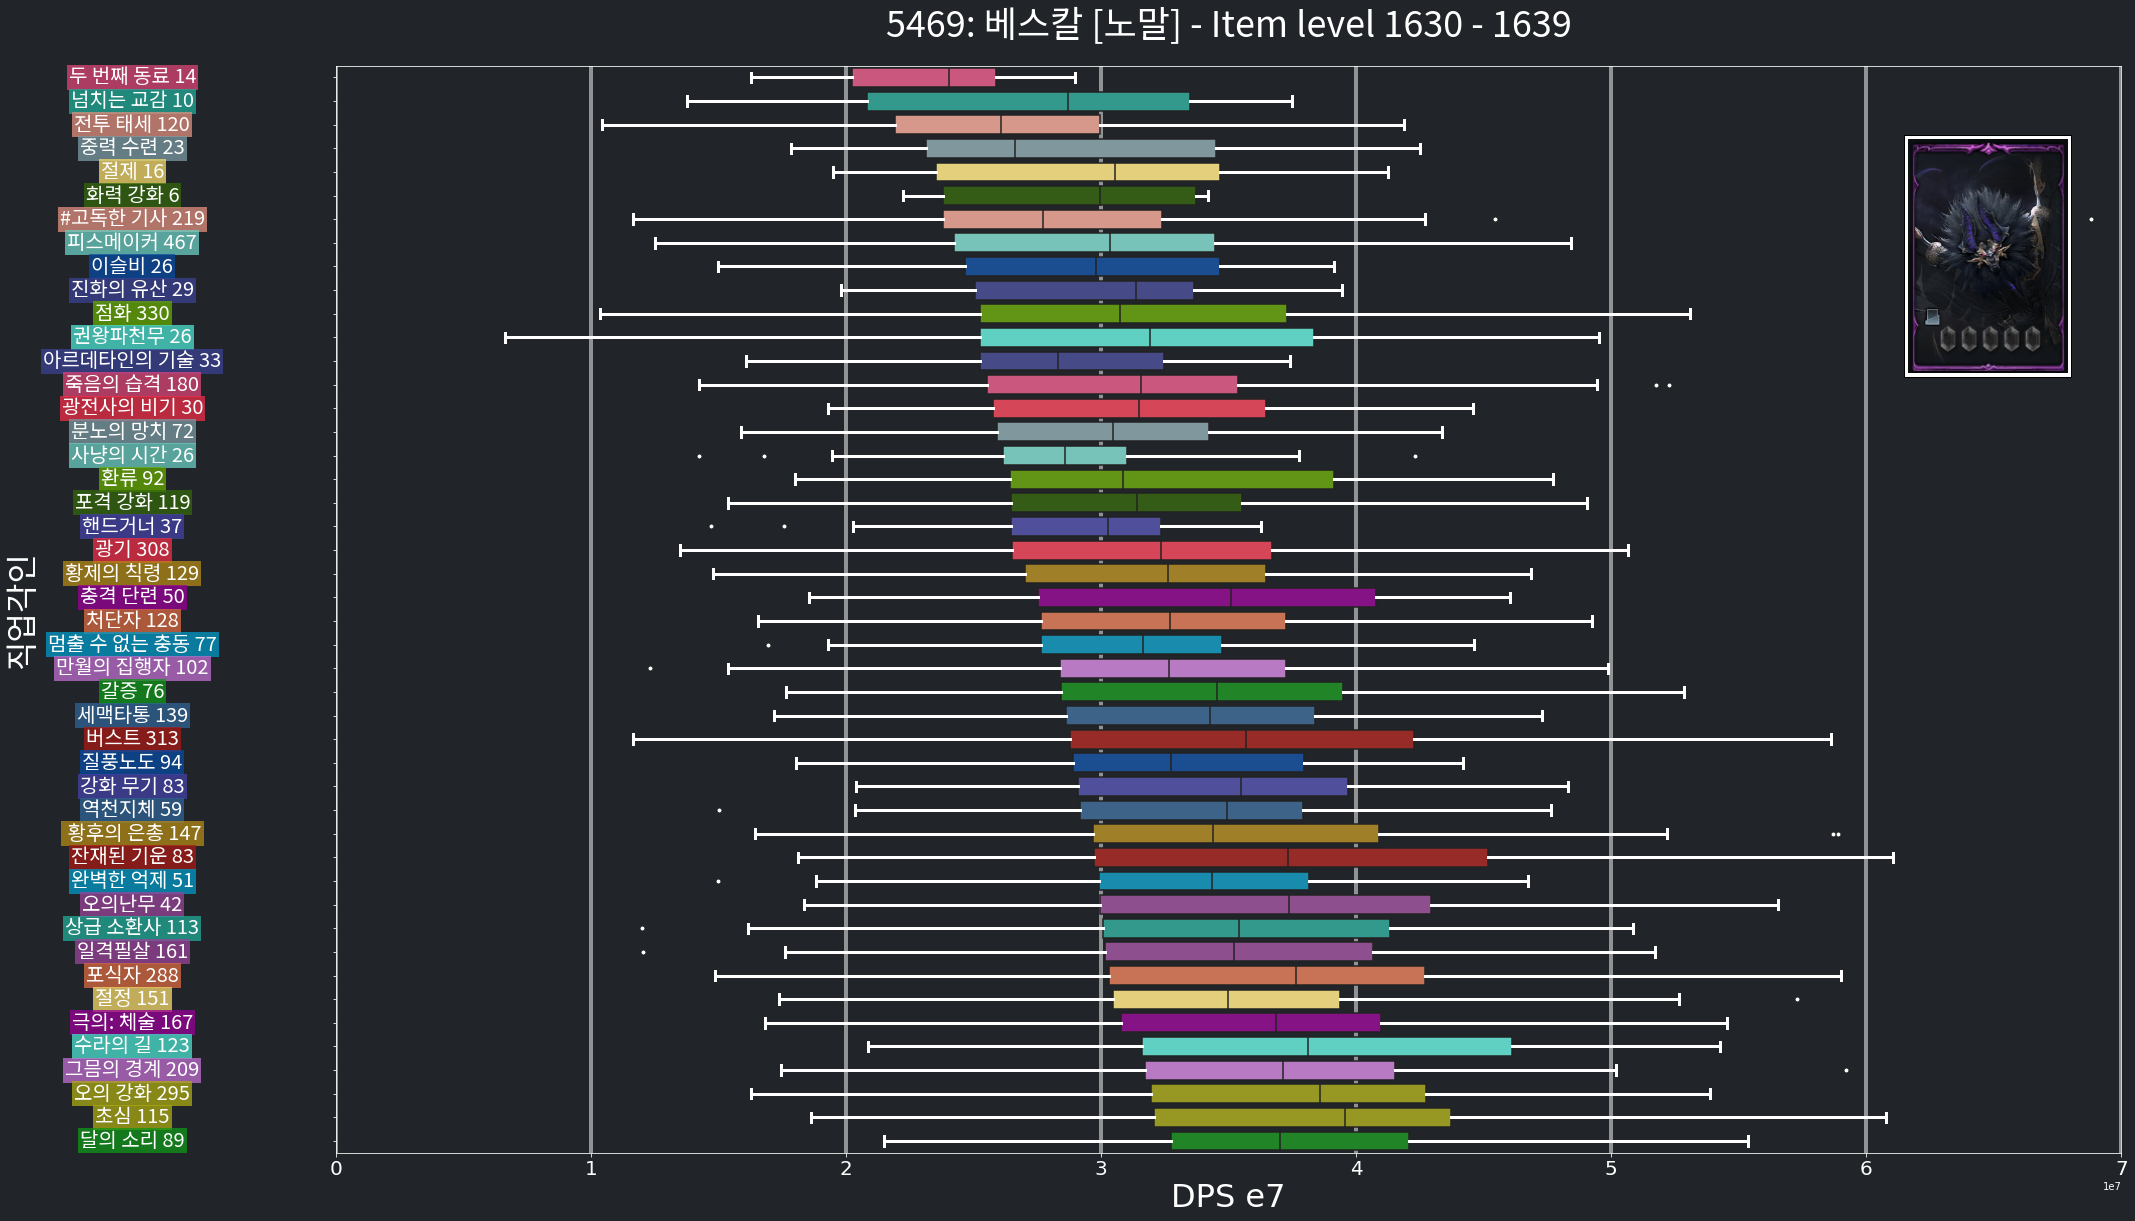 5469: 베스칼 [노말] - Item level 1630 - 1639
직업각인
두 번째 동료 14
넘치는 교감 10
전투 태세 120
중력 수련 23
절제 16
화력 강화 6
#고독한 기사 219
피스메이커 467
이슬비 26
진화의 유산 29
점화 330
권왕파천무 26
아르데타인의 기술 33
죽음의 습격 180
광전사의 비기 30
분노의 망치 72
사냥의 시간 26
환류 92
포격 강화 119
핸드거너 37
광기 308
황제의 칙령 129
충격 단련 50
처단자 128
멈출 수 없는 충동 77
만월의 집행자 102
갈증 76
세맥타통 139
버스트 313
질풍노도 94
강화 무기 83
역천지체 59
황후의 은총 147
잔재된 기운 83
완벽한 억제 51
오의난무 42
상급 소환사 113
일격필살 161
포식자 288
절정 151
극의: 체술 167
수라의 길 123
그믐의 경계 209
오의 강화 295
초심 115
달의 소리 89
0 1 2 3 4 5 6 7
1e7
DPS e7